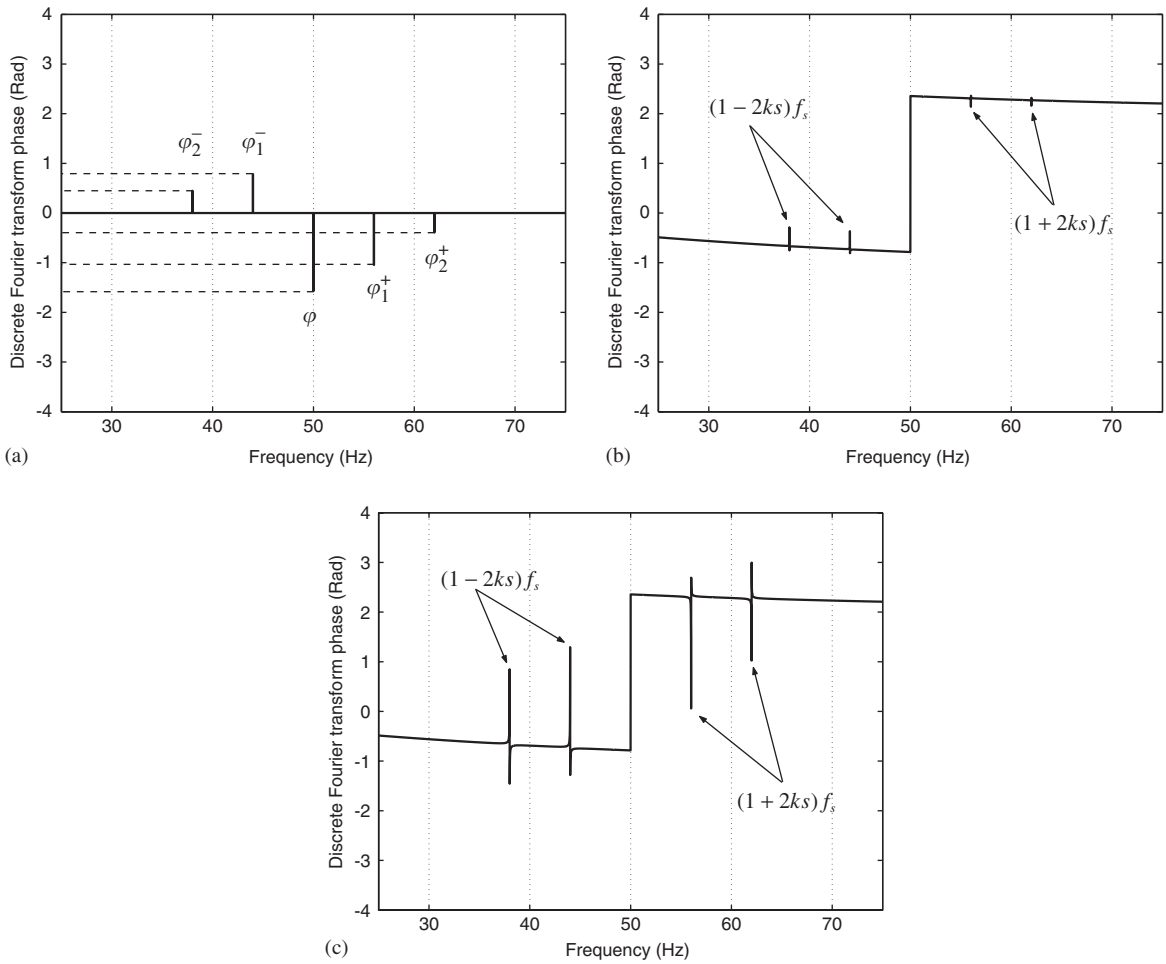 4
3
2
1
0
-1
-2
-3
-4
Discrete Fourier transform phase (Rad)
φ₂⁻
φ₁⁻
φ
φ₁⁺
φ₂⁺
30 40 50 60 70
Frequency (Hz)
(a)
4
3
2
1
0
-1
-2
-3
-4
Discrete Fourier transform phase (Rad)
(1 − 2ks) fₛ
(1 + 2ks) fₛ
30 40 50 60 70
Frequency (Hz)
(b)
4
3
2
1
0
-1
-2
-3
-4
Discrete Fourier transform phase (Rad)
(1 − 2ks) fₛ
(1 + 2ks) fₛ
30 40 50 60 70
Frequency (Hz)
(c)